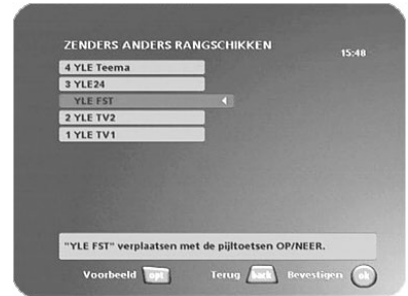 ZENDERS ANDERS RANGSCHIKKEN
15:48
4 YLE Teema
3 YLE24
YLE FST
2 YLE TV2
1 YLE TV1
"YLE FST" verplaatsen met de pijltoetsen OP/NEER.
Voorbeeld opt Terug back Bevestigen ok